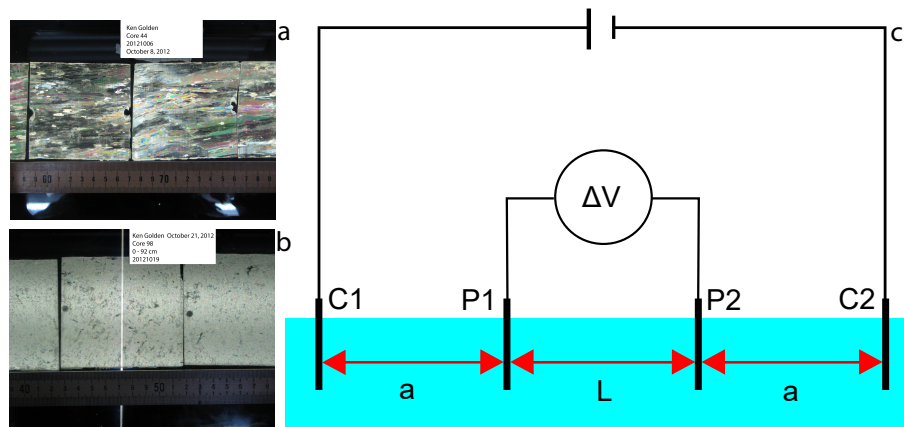 Ken Golden
Core 44
20121006
October 8, 2012
a
60
70
Ken Golden October 21, 2012
Core 98
0 - 92 cm
20121019
b
40
50
c
ΔV
C1
P1
P2
C2
a
L
a